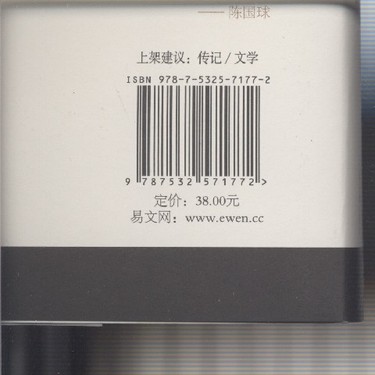 ——陈国球
上架建议：传记/文学
ISBN 978-7-5325-7177-2
9 787532 571772 >
定价：38.00元
易文网：www.ewen.cc